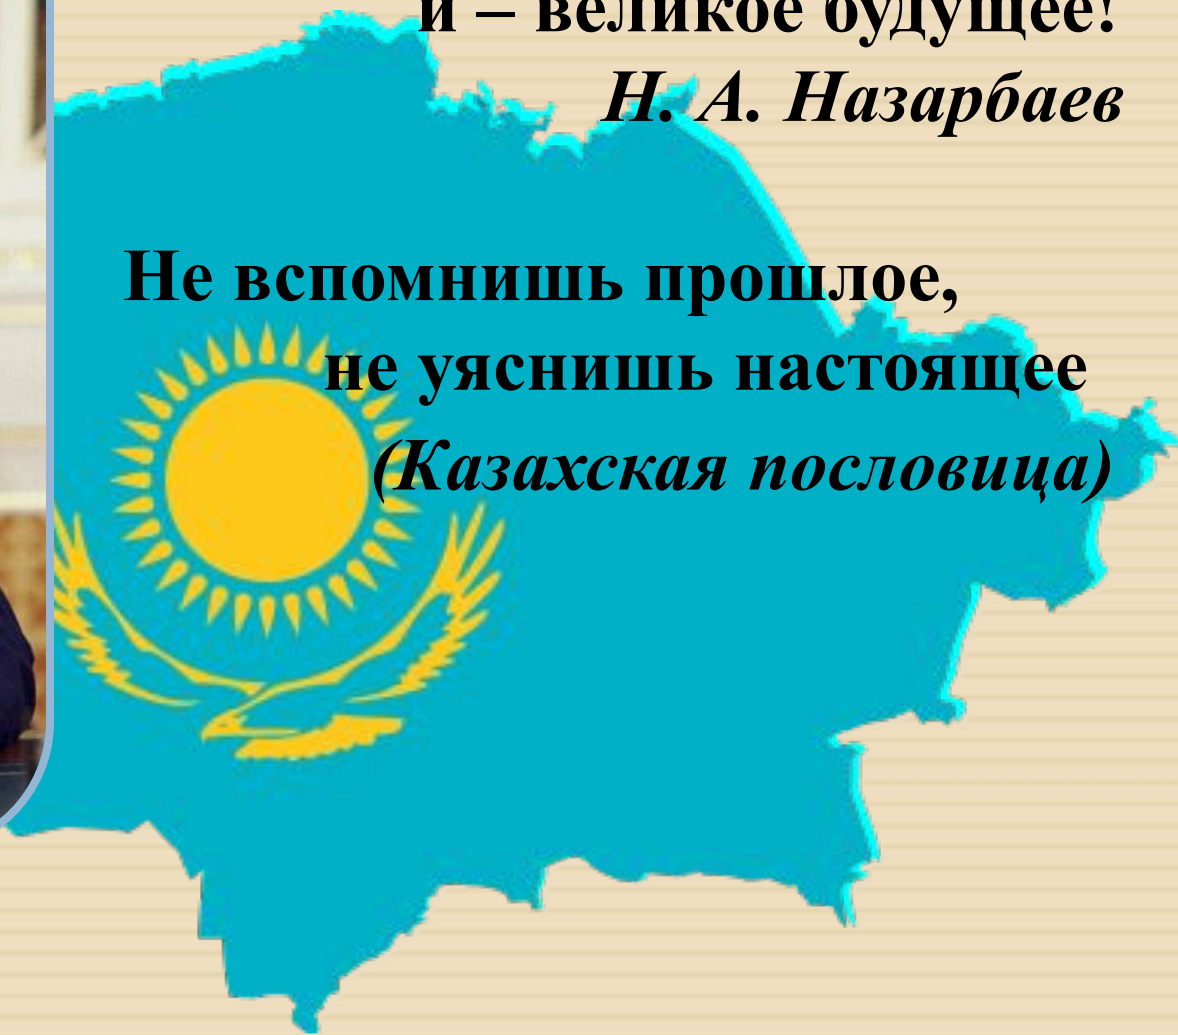 и – великое будущее!
Н. А. Назарбаев
Не вспомнишь прошлое,
не уяснишь настоящее
(Казахская пословица)